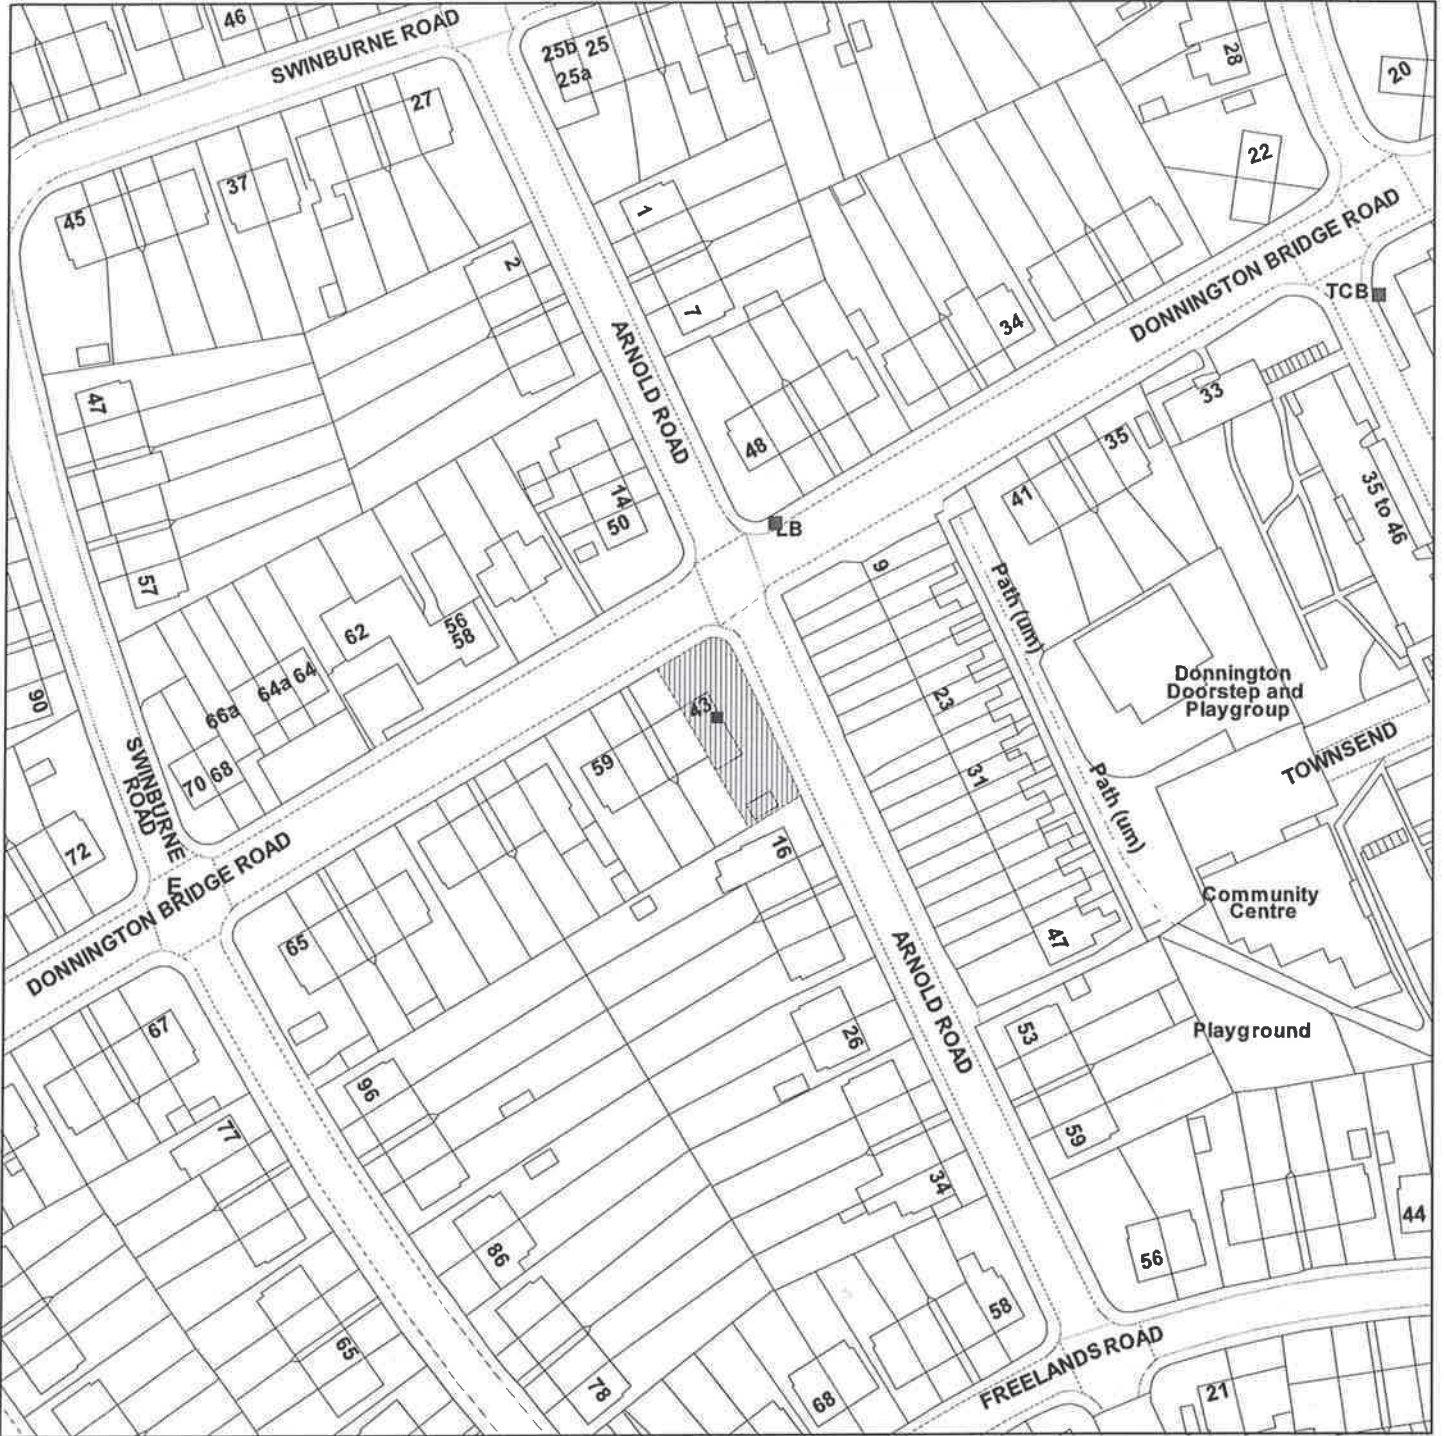 46
SWINBURNE ROAD
25b 25
25a
28
20
27
22
37
45
1
2
DONNINGTON BRIDGE ROAD
TCB
7
34
ARNOLD ROAD
33
47
48
35
41
35 to 46
14
50
LB
9
Path (um)
57
56
58
62
64a 64
66a
Donnington
Doorstep and
Playgroup
23
90
43
TOWNSEND
SWINBURNE
ROAD
59
31
70 68
Path (um)
72
16
E
DONNINGTON BRIDGE ROAD
Community
Centre
65
47
ARNOLD ROAD
67
26
53
Playground
96
77
59
34
44
86
56
58
65
FREELANDS ROAD
78
68
21